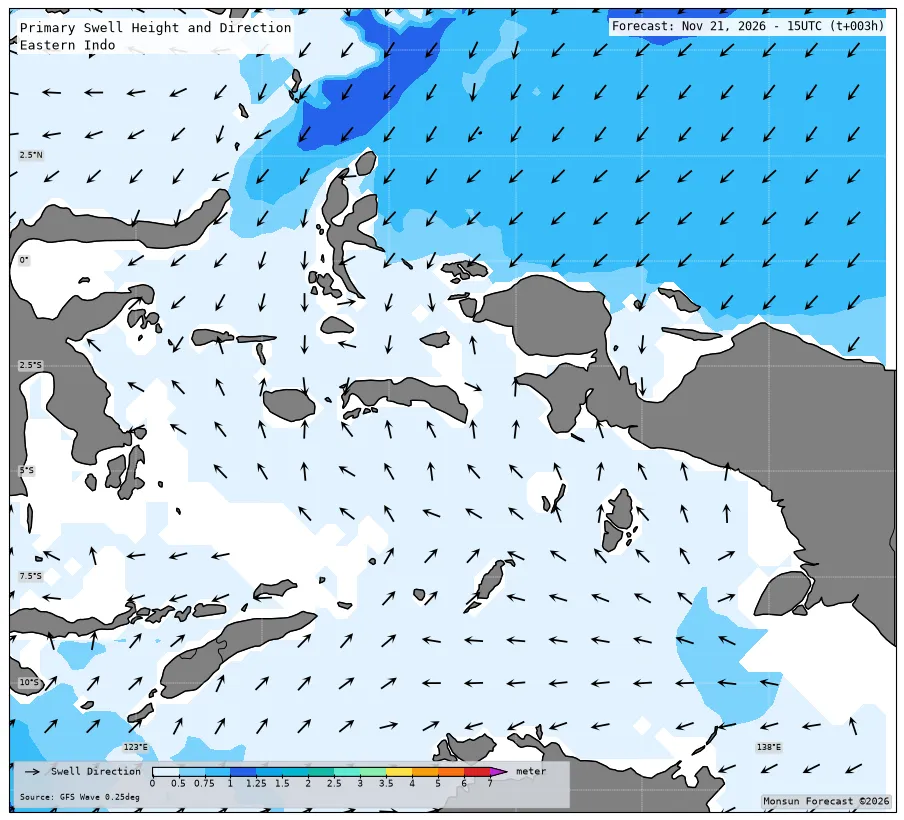 Primary Swell Height and Direction
Eastern Indo
Forecast: Nov 21, 2026 - 15UTC (t+003h)
2.5°N
0°
2.5°S
5°S
7.5°S
10°S
123°E
138°E
Swell Direction
meter
0 0.5 0.75 1 1.25 1.5 2 2.5 3 3.5 4 5 6 7
Source: GFS Wave 0.25deg
Monsun Forecast ©2026